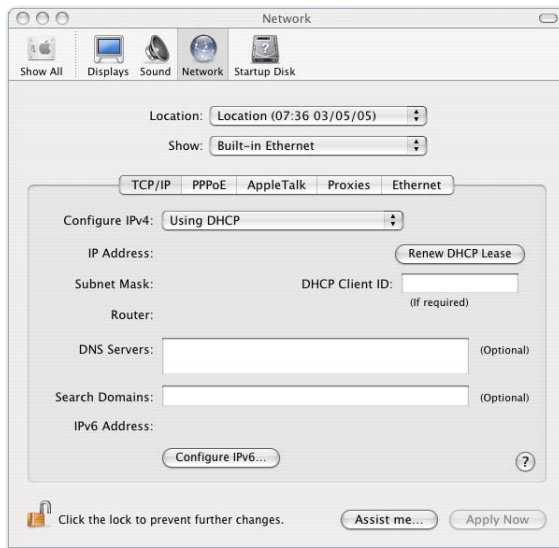 Network
Show All Displays Sound Network Startup Disk
Location: Location (07:36 03/05/05)
Show: Built-in Ethernet
TCP/IP PPPoE AppleTalk Proxies Ethernet
Configure IPv4: Using DHCP
IP Address: Renew DHCP Lease
Subnet Mask: DHCP Client ID:
(If required)
Router:
DNS Servers: (Optional)
Search Domains: (Optional)
IPv6 Address:
Configure IPv6... ?
Click the lock to prevent further changes. Assist me... Apply Now